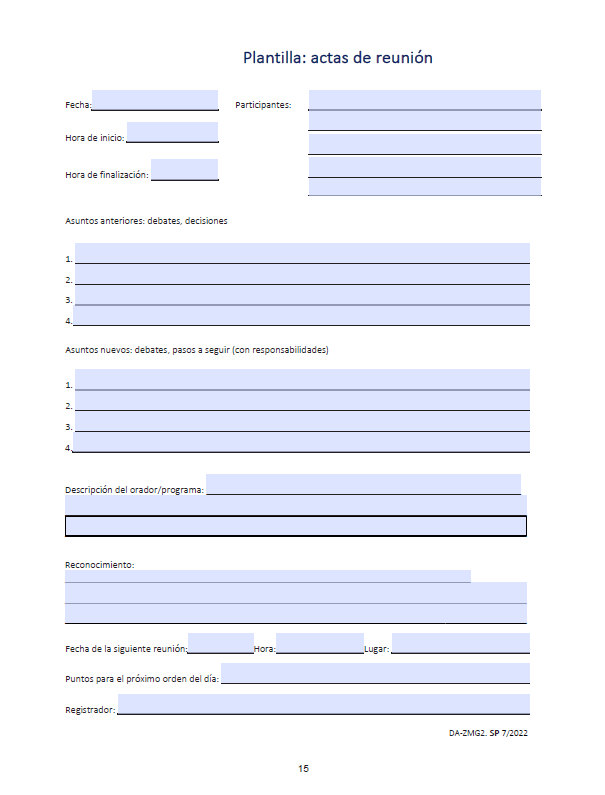 Plantilla: actas de reunión
Fecha: Participantes:
Hora de inicio:
Hora de finalización:
Asuntos anteriores: debates, decisiones
1.
2.
3.
4.
Asuntos nuevos: debates, pasos a seguir (con responsabilidades)
1.
2.
3.
4.
Descripción del orador/programa:
Reconocimiento:
Fecha de la siguiente reunión: Hora: Lugar:
Puntos para el próximo orden del día:
Registrador:
DA-ZMG2. SP 7/2022
15